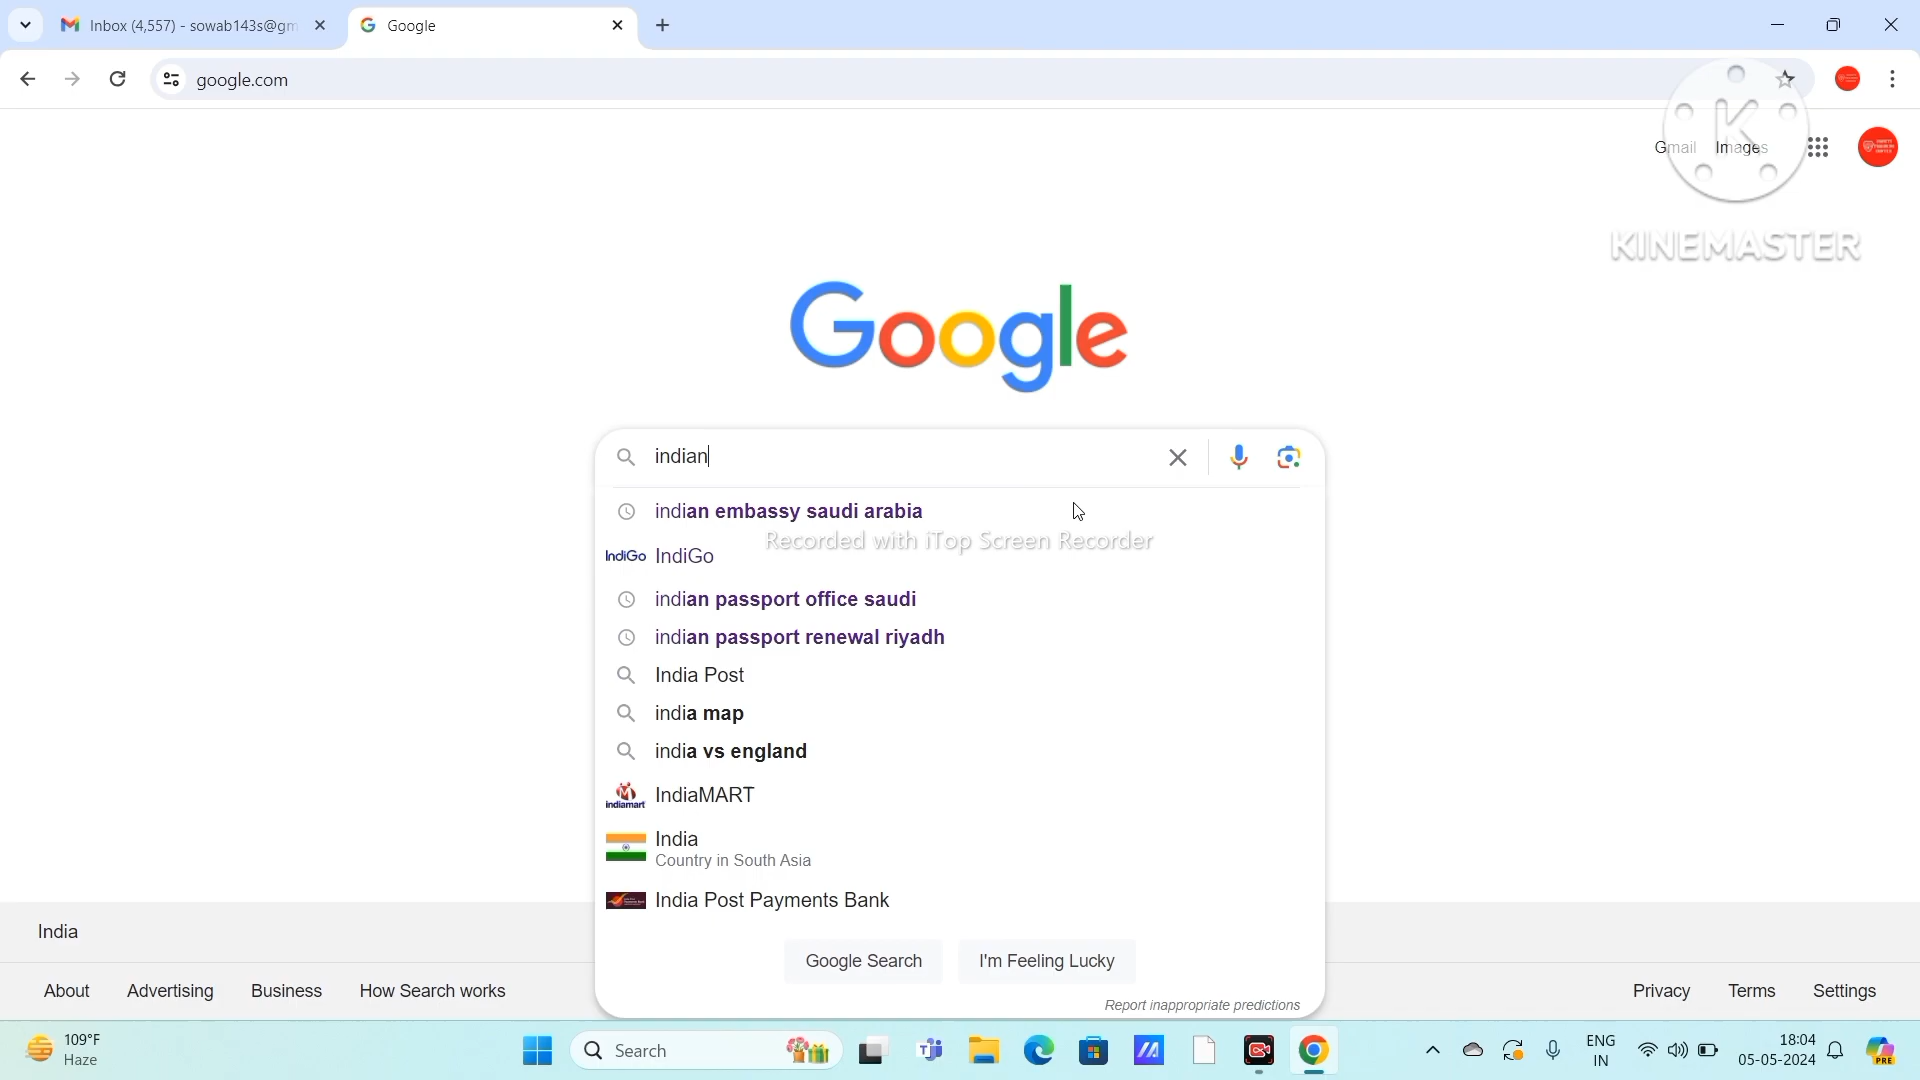 Inbox (4,557) - sowab143s@gm
Google
google.com
Gmail
Images
KINEMASTER
Google
indian
indian embassy saudi arabia
Recorded with iTop Screen Recorder
IndiGo IndiGo
indian passport office saudi
indian passport renewal riyadh
India Post
india map
india vs england
indiamart IndiaMART
India
Country in South Asia
India Post Payments Bank
Google Search
I'm Feeling Lucky
Report inappropriate predictions
India
About
Advertising
Business
How Search works
Privacy
Terms
Settings
109°F
Haze
Search
ENG
IN
18:04
05-05-2024
PRE